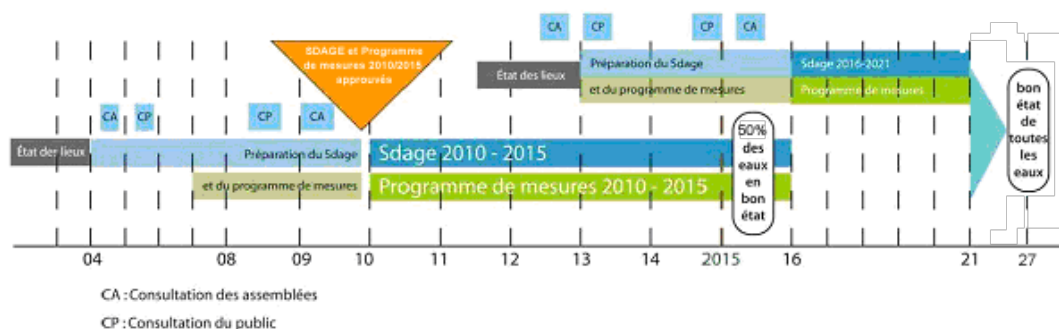 CA
CP
CP
CA
SDAGE et Programme
de mesures 2010/2015
approuvés
État des lieux
Préparation du Sdage
Sdage 2016-2021
et du programme de mesures
Programme de mesures
bon
état
de
toutes
les
eaux
CA
CP
CP
CA
État des lieux
Préparation du Sdage
Sdage 2010 - 2015
et du programme de mesures
Programme de mesures 2010 - 2015
50%
des
eaux
en
bon
état
04 08 09 10 11 12 13 14 2015 16 21 27
CA : Consultation des assemblées
CP : Consultation du public